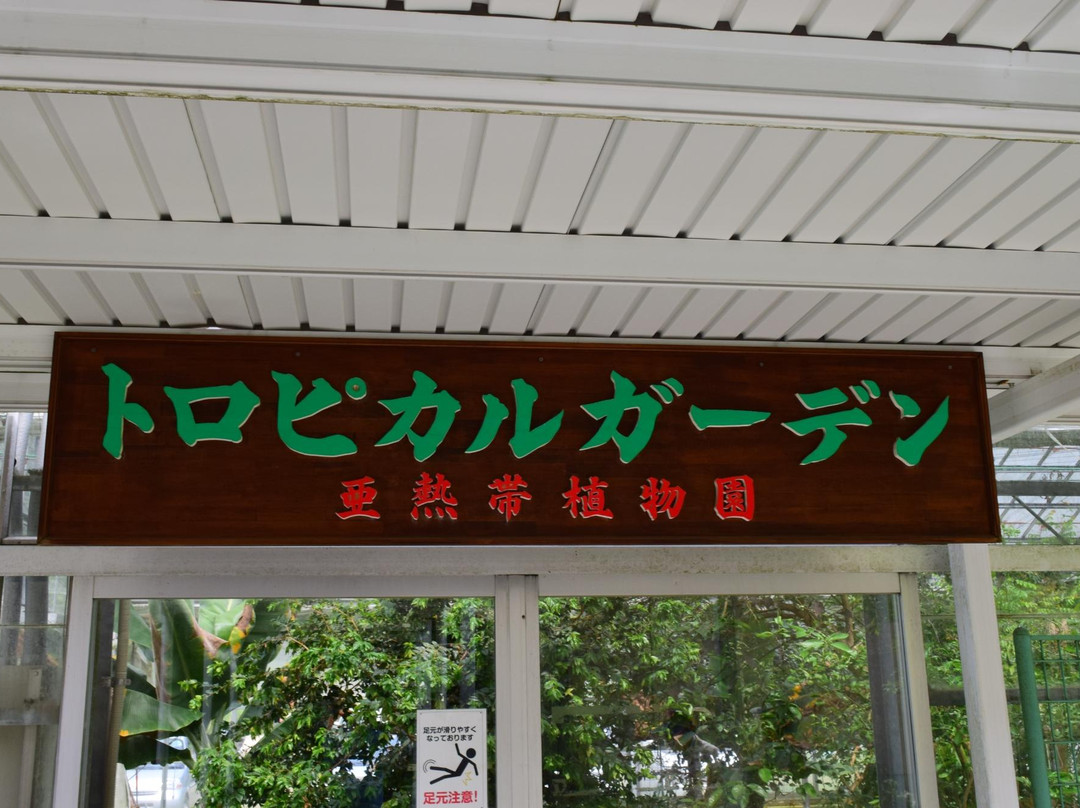 トロピカルガーデン
亜熱帯植物園
足元が滑りやすく
なっております
足元注意!